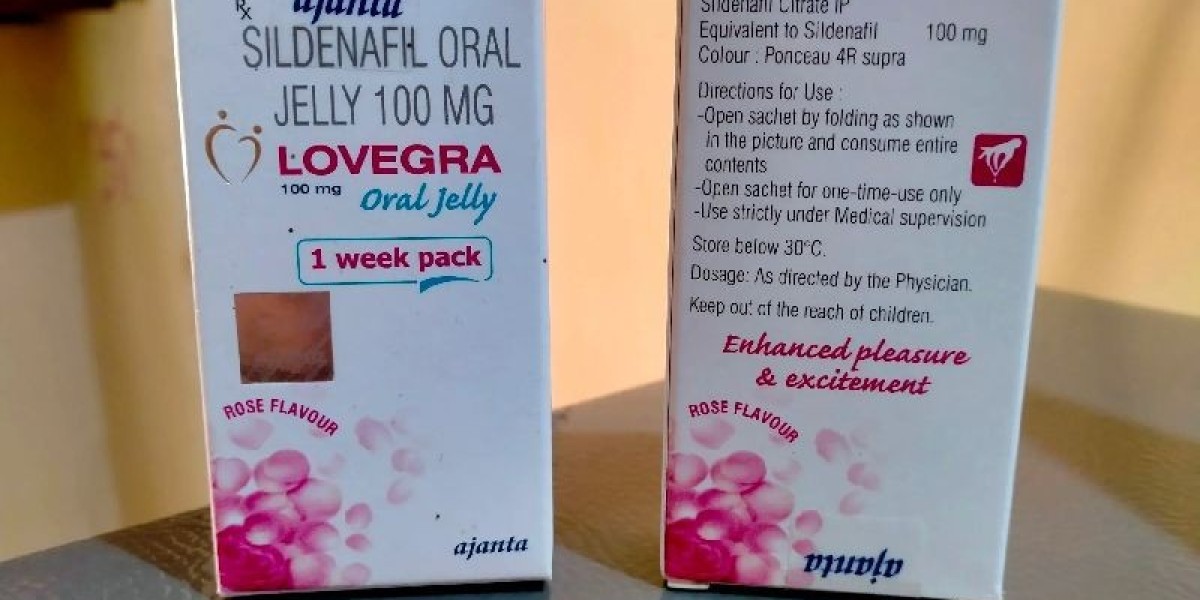 Rx ajanta
SILDENAFIL ORAL
JELLY 100 MG
LOVEGRA
100 mg
Oral Jelly
1 week pack
ROSE FLAVOUR
ajanta
Sildenafil Citrate IP
Equivalent to Sildenafil 100 mg
Colour : Ponceau 4R supra
Directions for Use :
-Open sachet by folding as shown
in the picture and consume entire
contents
-Open sachet for one-time-use only
-Use strictly under Medical supervision
Store below 30°C.
Dosage: As directed by the Physician.
Keep out of the reach of children.
Enhanced pleasure
& excitement
ROSE FLAVOUR
ajanta